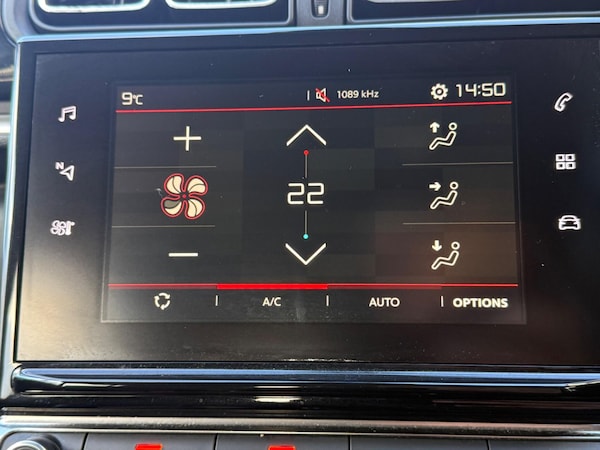 9°C
1089 kHz
14:50
N
22
A/C
AUTO
OPTIONS